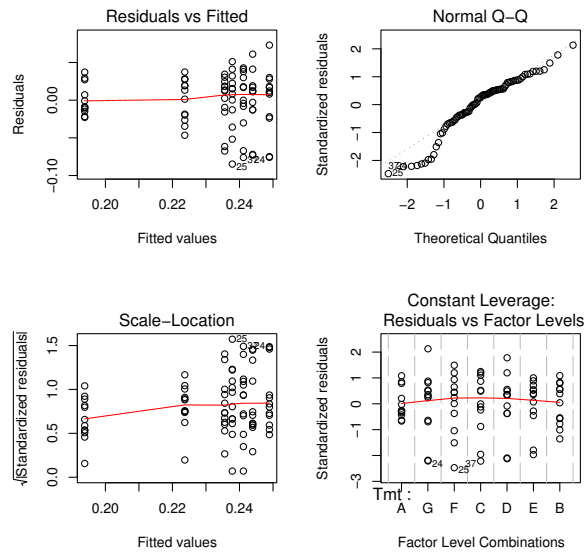 Residuals vs Fitted
Residuals
0.00
−0.10
25
37
24
0.20
0.22
0.24
Fitted values
Normal Q−Q
Standardized residuals
2
1
0
−1
−2
37
24
25
−2
−1
0
1
2
Theoretical Quantiles
Scale−Location
√|Standardized residuals|
1.5
1.0
0.5
0.0
25
37
24
0.20
0.22
0.24
Fitted values
Constant Leverage:
Residuals vs Factor Levels
Standardized residuals
2
1
0
−3
24
25
37
Tmt :
A G F C D E B
Factor Level Combinations